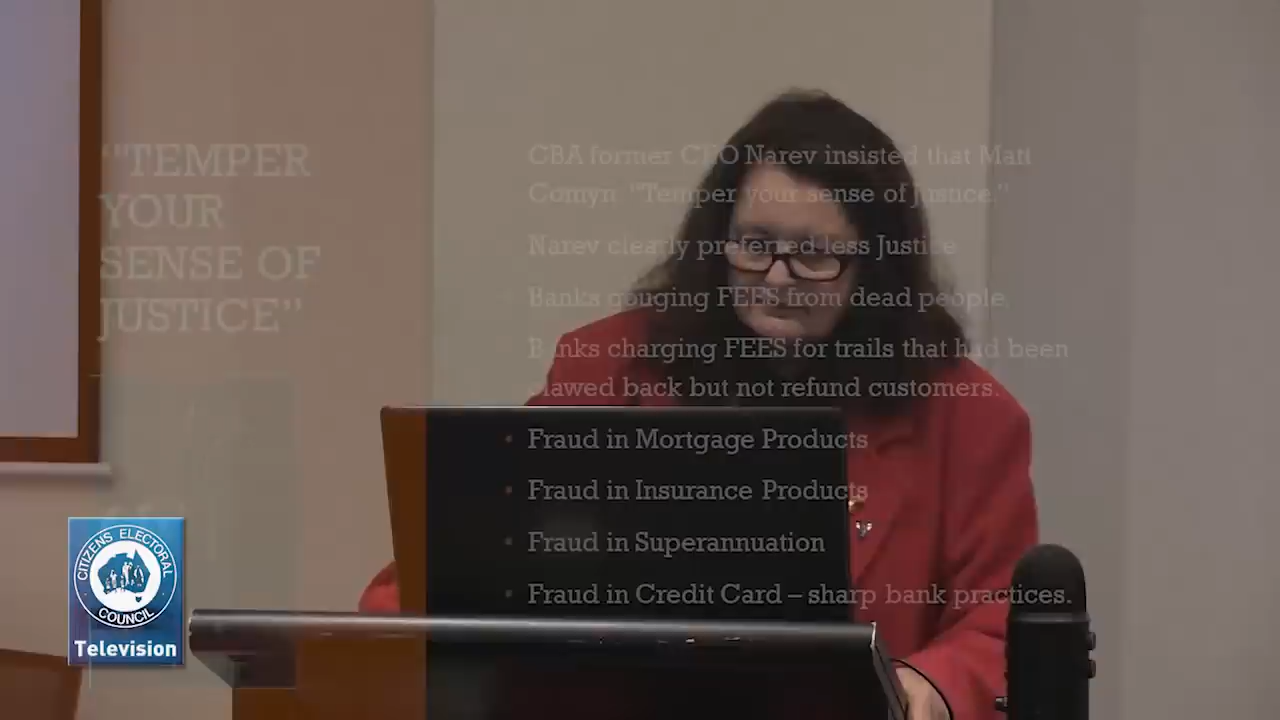 "TEMPER
YOUR
SENSE OF
JUSTICE"
CBA former CEO Narev insisted that Matt
Comyn "Temper your sense of Justice."
Narev clearly preferred less Justice
Banks gouging FEES from dead people.
Banks charging FEES for trails that had been
clawed back but not refund customers.
• Fraud in Mortgage Products
• Fraud in Insurance Products
• Fraud in Superannuation
• Fraud in Credit Card – sharp bank practices.
CITIZENS ELECTORAL
COUNCIL
Television